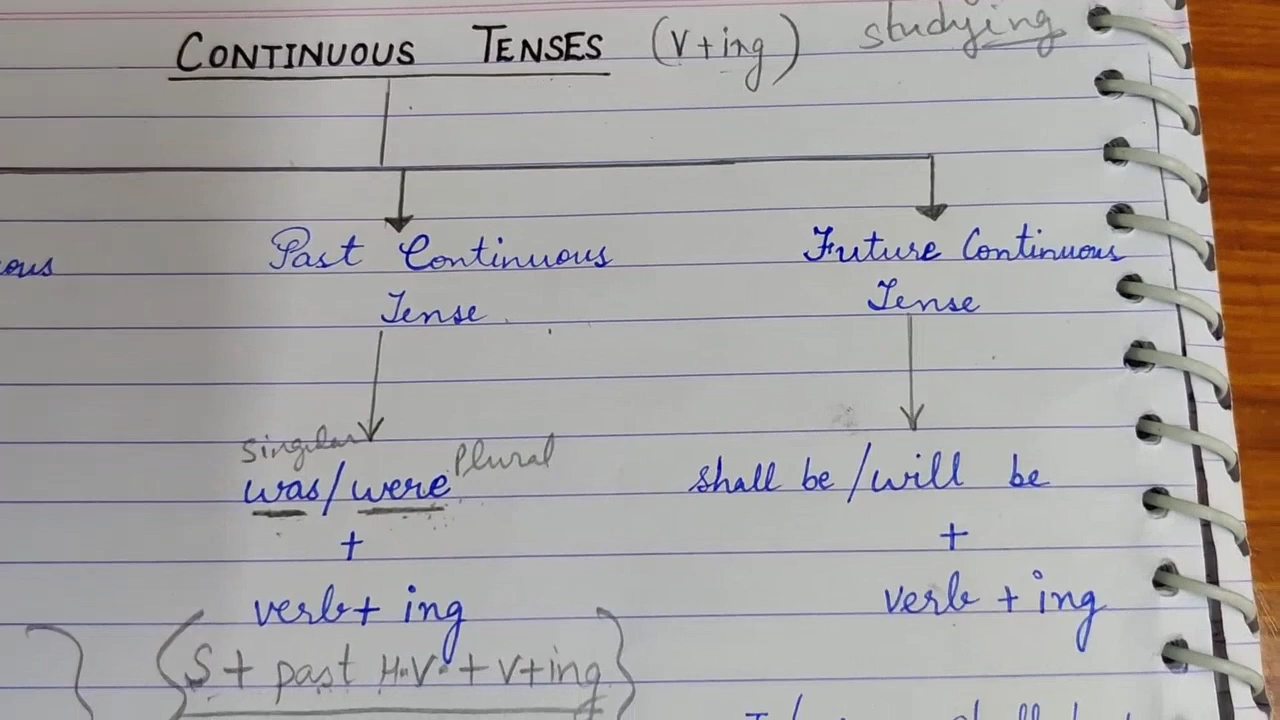 CONTINUOUS TENSES (V+ing) studying
ous Past Continuous Future Continuous
Tense Tense
Singular Plural
was/were shall be/will be
+ +
verb+ ing verb + ing
{S+ past H.V. + V+ing}